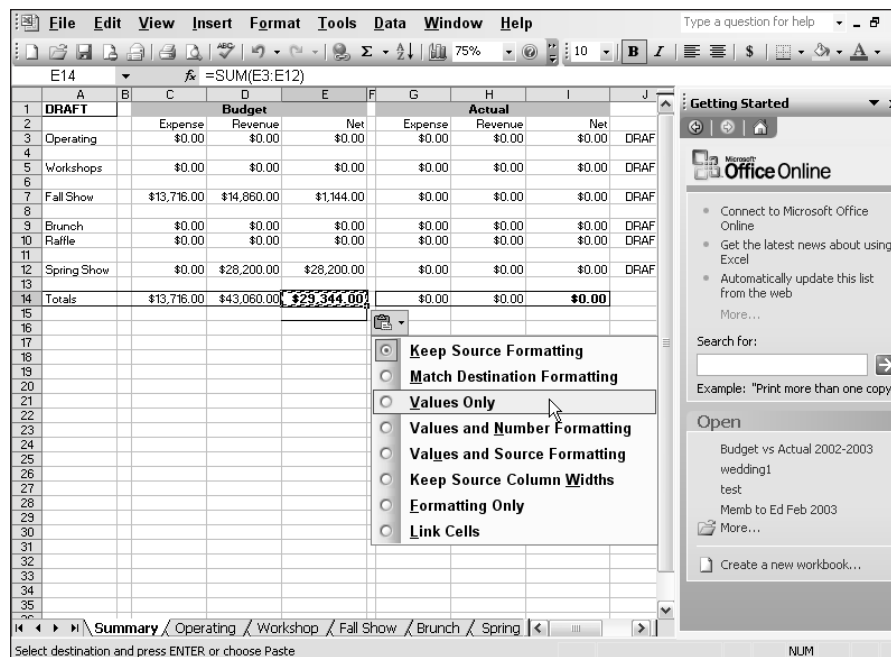 File Edit View Insert Format Tools Data Window Help Type a question for help
75% 10 B I $ A
E14 fx =SUM(E3:E12)
A B C D E F G H I J
1 DRAFT Budget Actual
2 Expense Revenue Net Expense Revenue Net
3 Operating $0.00 $0.00 $0.00 $0.00 $0.00 $0.00 DRAF
4
5 Workshops $0.00 $0.00 $0.00 $0.00 $0.00 $0.00 DRAF
6
7 Fall Show $13,716.00 $14,860.00 $1,144.00 $0.00 $0.00 $0.00 DRAF
8
9 Brunch $0.00 $0.00 $0.00 $0.00 $0.00 $0.00 DRAF
10 Raffle $0.00 $0.00 $0.00 $0.00 $0.00 $0.00 DRAF
11
12 Spring Show $0.00 $28,200.00 $28,200.00 $0.00 $0.00 $0.00 DRAF
13
14 Totals $13,716.00 $43,060.00 $29,344.00 $0.00 $0.00 $0.00
15
16
17
18
19
20
21
22
23
24
25
26
27
28
29
30
31
32
33
34
35
Keep Source Formatting
Match Destination Formatting
Values Only
Values and Number Formatting
Values and Source Formatting
Keep Source Column Widths
Formatting Only
Link Cells
Getting Started
Microsoft
Office Online
Connect to Microsoft Office
Online
Get the latest news about using
Excel
Automatically update this list
from the web
More...
Search for:
Example: "Print more than one copy
Open
Budget vs Actual 2002-2003
wedding1
test
Memb to Ed Feb 2003
More...
Create a new workbook...
Summary Operating Workshop Fall Show Brunch Spring
Select destination and press ENTER or choose Paste NUM